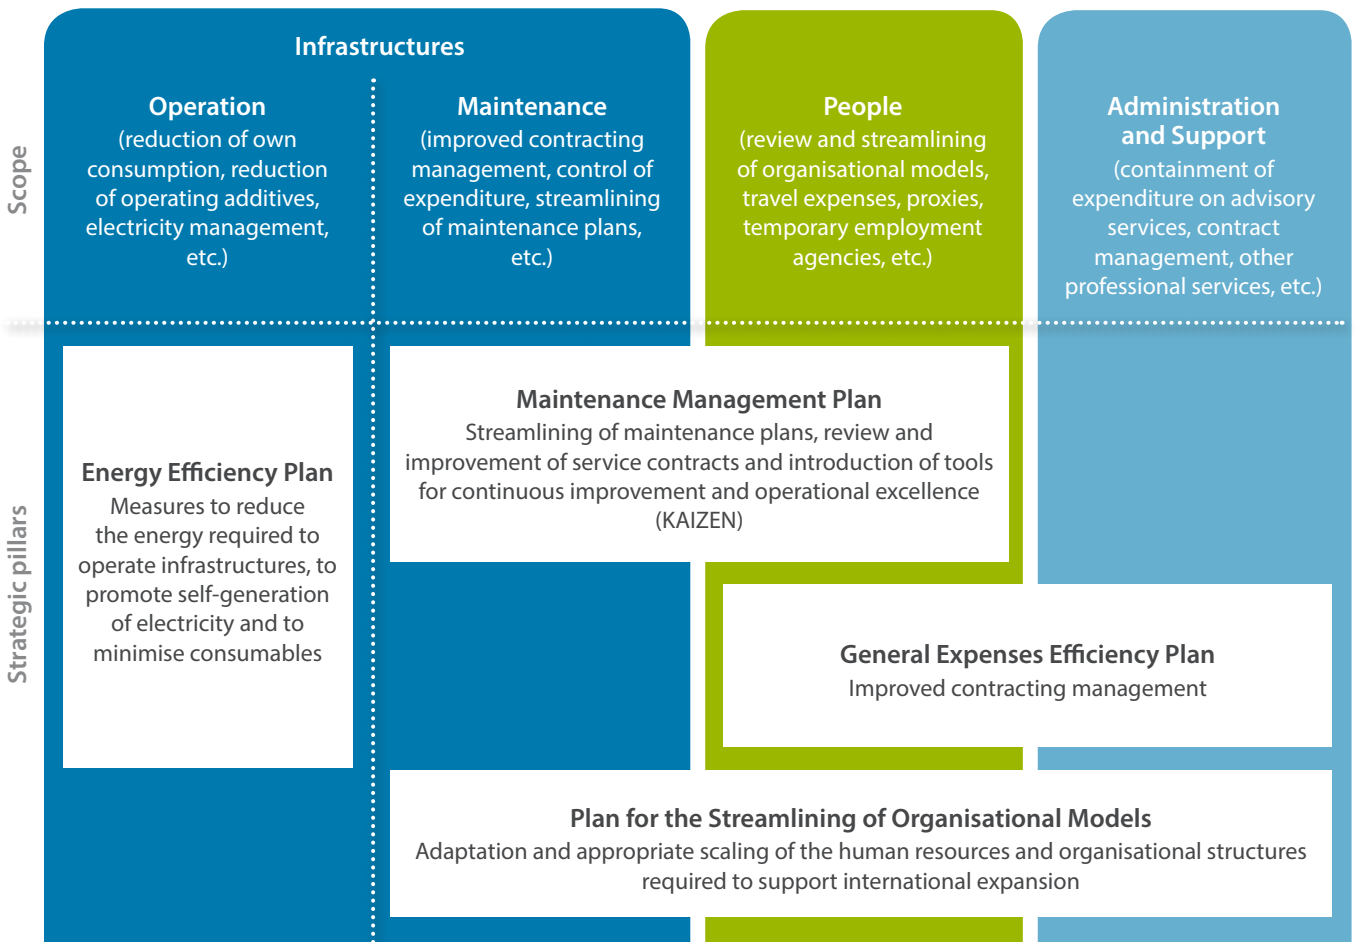 Infrastructures
Operation
(reduction of own
consumption, reduction
of operating additives,
electricity management,
etc.)
Maintenance
(improved contracting
management, control of
expenditure, streamlining
of maintenance plans,
etc.)
People
(review and streamlining
of organisational models,
travel expenses, proxies,
temporary employment
agencies, etc.)
Administration
and Support
(containment of
expenditure on advisory
services, contract
management, other
professional services, etc.)
Scope
Strategic pillars
Energy Efficiency Plan
Measures to reduce
the energy required to
operate infrastructures, to
promote self-generation
of electricity and to
minimise consumables
Maintenance Management Plan
Streamlining of maintenance plans, review and
improvement of service contracts and introduction of tools
for continuous improvement and operational excellence
(KAIZEN)
General Expenses Efficiency Plan
Improved contracting management
Plan for the Streamlining of Organisational Models
Adaptation and appropriate scaling of the human resources and organisational structures
required to support international expansion